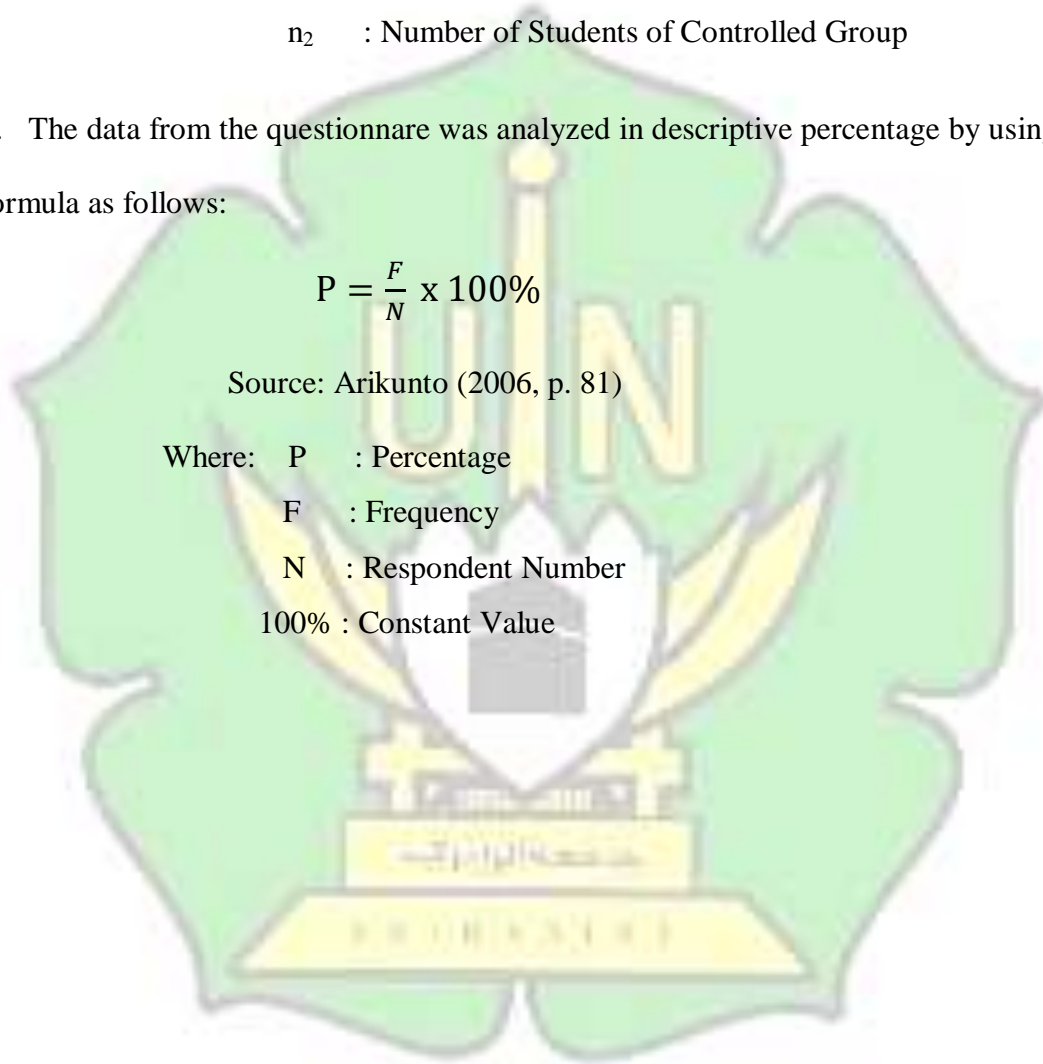 n₂ : Number of Students of Controlled Group
. The data from the questionnare was analyzed in descriptive percentage by usin
ormula as follows:
P = F/N x 100%
Source: Arikunto (2006, p. 81)
Where: P : Percentage
F : Frequency
N : Respondent Number
100% : Constant Value
UIN